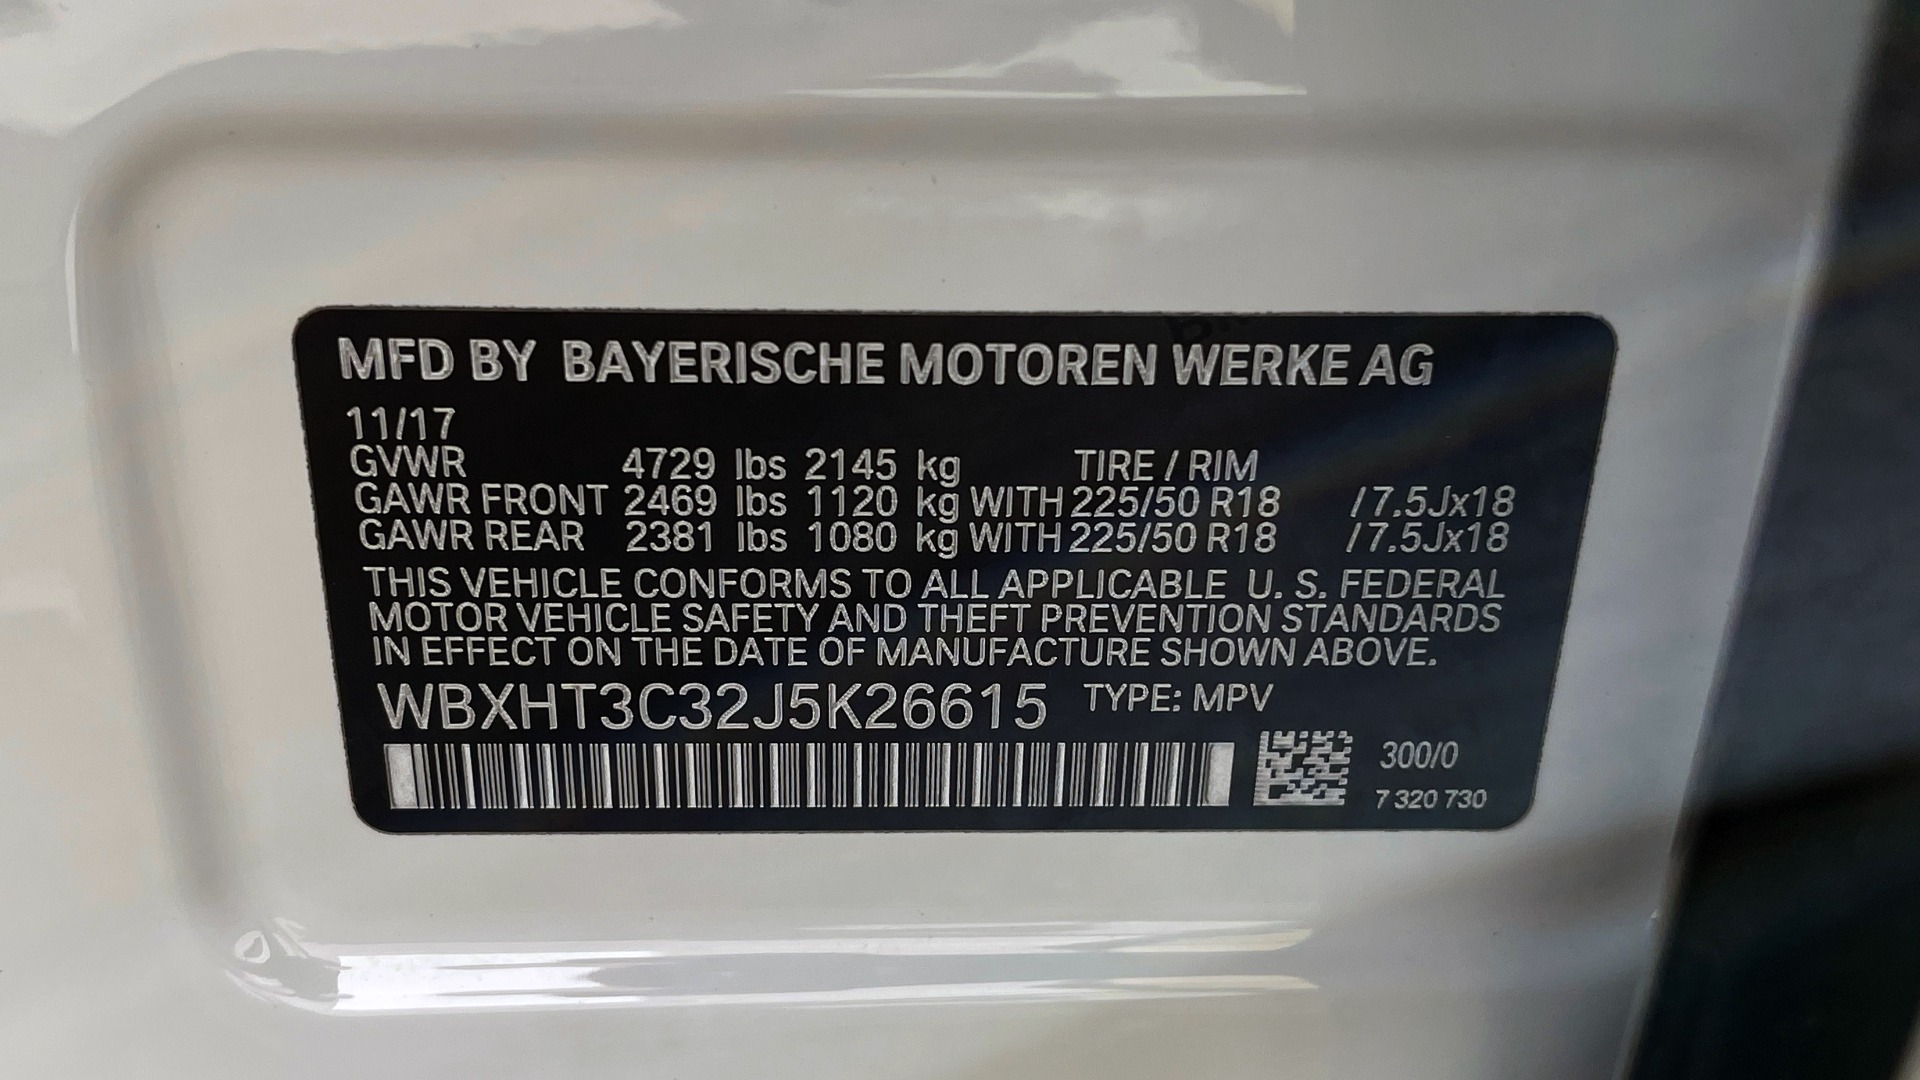 MFD BY BAYERISCHE MOTOREN WERKE AG
11/17
GVWR 4729 lbs 2145 kg TIRE / RIM
GAWR FRONT 2469 lbs 1120 kg WITH 225/50 R18 /7.5Jx18
GAWR REAR 2381 lbs 1080 kg WITH 225/50 R18 /7.5Jx18
THIS VEHICLE CONFORMS TO ALL APPLICABLE U. S. FEDERAL
MOTOR VEHICLE SAFETY AND THEFT PREVENTION STANDARDS
IN EFFECT ON THE DATE OF MANUFACTURE SHOWN ABOVE.
WBXHT3C32J5K26615 TYPE: MPV
300/0
7 320 730